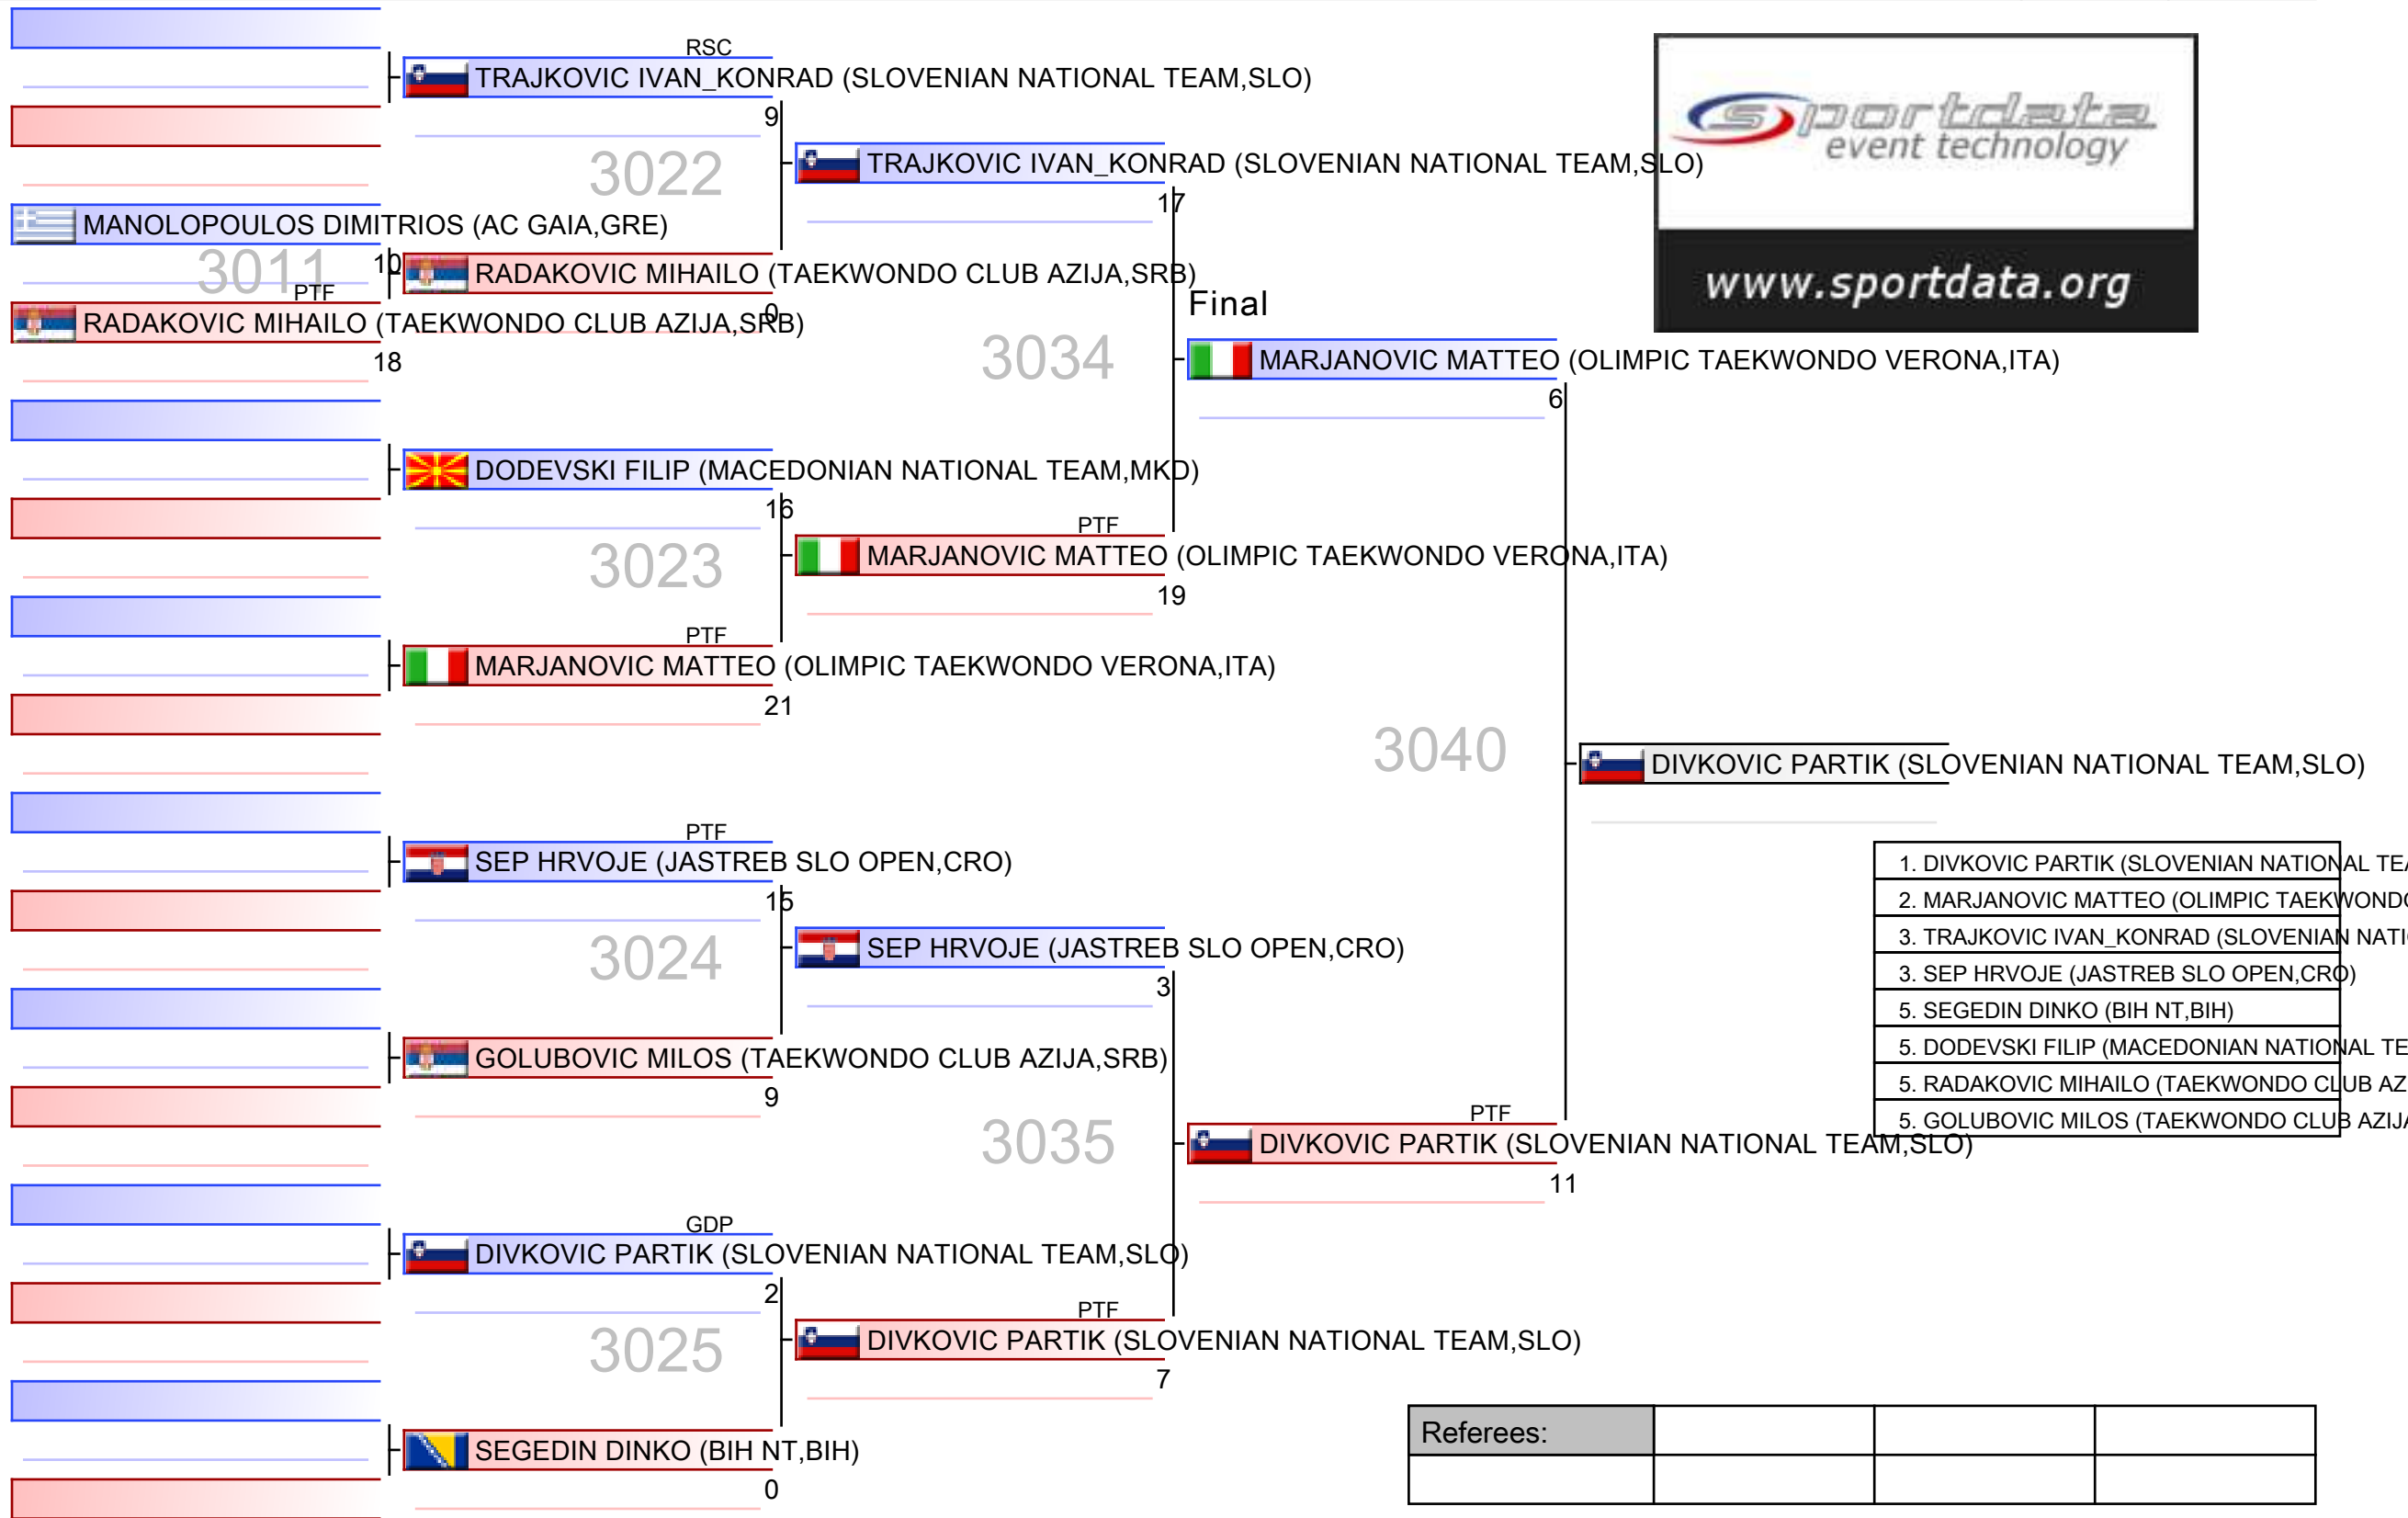 RSC
TRAJKOVIC IVAN_KONRAD (SLOVENIAN NATIONAL TEAM,SLO)
9
3022
TRAJKOVIC IVAN_KONRAD (SLOVENIAN NATIONAL TEAM,SLO)
17
MANOLOPOULOS DIMITRIOS (AC GAIA,GRE)
10
3011
PTF
RADAKOVIC MIHAILO (TAEKWONDO CLUB AZIJA,SRB)
18
RADAKOVIC MIHAILO (TAEKWONDO CLUB AZIJA,SRB)
0
sportdata
event technology
www.sportdata.org
Final
3034
MARJANOVIC MATTEO (OLIMPIC TAEKWONDO VERONA,ITA)
6
DODEVSKI FILIP (MACEDONIAN NATIONAL TEAM,MKD)
16
3023
PTF
MARJANOVIC MATTEO (OLIMPIC TAEKWONDO VERONA,ITA)
19
PTF
MARJANOVIC MATTEO (OLIMPIC TAEKWONDO VERONA,ITA)
21
3040
DIVKOVIC PARTIK (SLOVENIAN NATIONAL TEAM,SLO)
PTF
SEP HRVOJE (JASTREB SLO OPEN,CRO)
15
3024
SEP HRVOJE (JASTREB SLO OPEN,CRO)
3
GOLUBOVIC MILOS (TAEKWONDO CLUB AZIJA,SRB)
9
3035
PTF
DIVKOVIC PARTIK (SLOVENIAN NATIONAL TEAM,SLO)
11
GDP
DIVKOVIC PARTIK (SLOVENIAN NATIONAL TEAM,SLO)
2
3025
PTF
DIVKOVIC PARTIK (SLOVENIAN NATIONAL TEAM,SLO)
7
SEGEDIN DINKO (BIH NT,BIH)
0
1. DIVKOVIC PARTIK (SLOVENIAN NATIONAL TEA
2. MARJANOVIC MATTEO (OLIMPIC TAEKWONDO
3. TRAJKOVIC IVAN_KONRAD (SLOVENIAN NATI
3. SEP HRVOJE (JASTREB SLO OPEN,CRO)
5. SEGEDIN DINKO (BIH NT,BIH)
5. DODEVSKI FILIP (MACEDONIAN NATIONAL TE
5. RADAKOVIC MIHAILO (TAEKWONDO CLUB AZ
5. GOLUBOVIC MILOS (TAEKWONDO CLUB AZIJA
Referees: